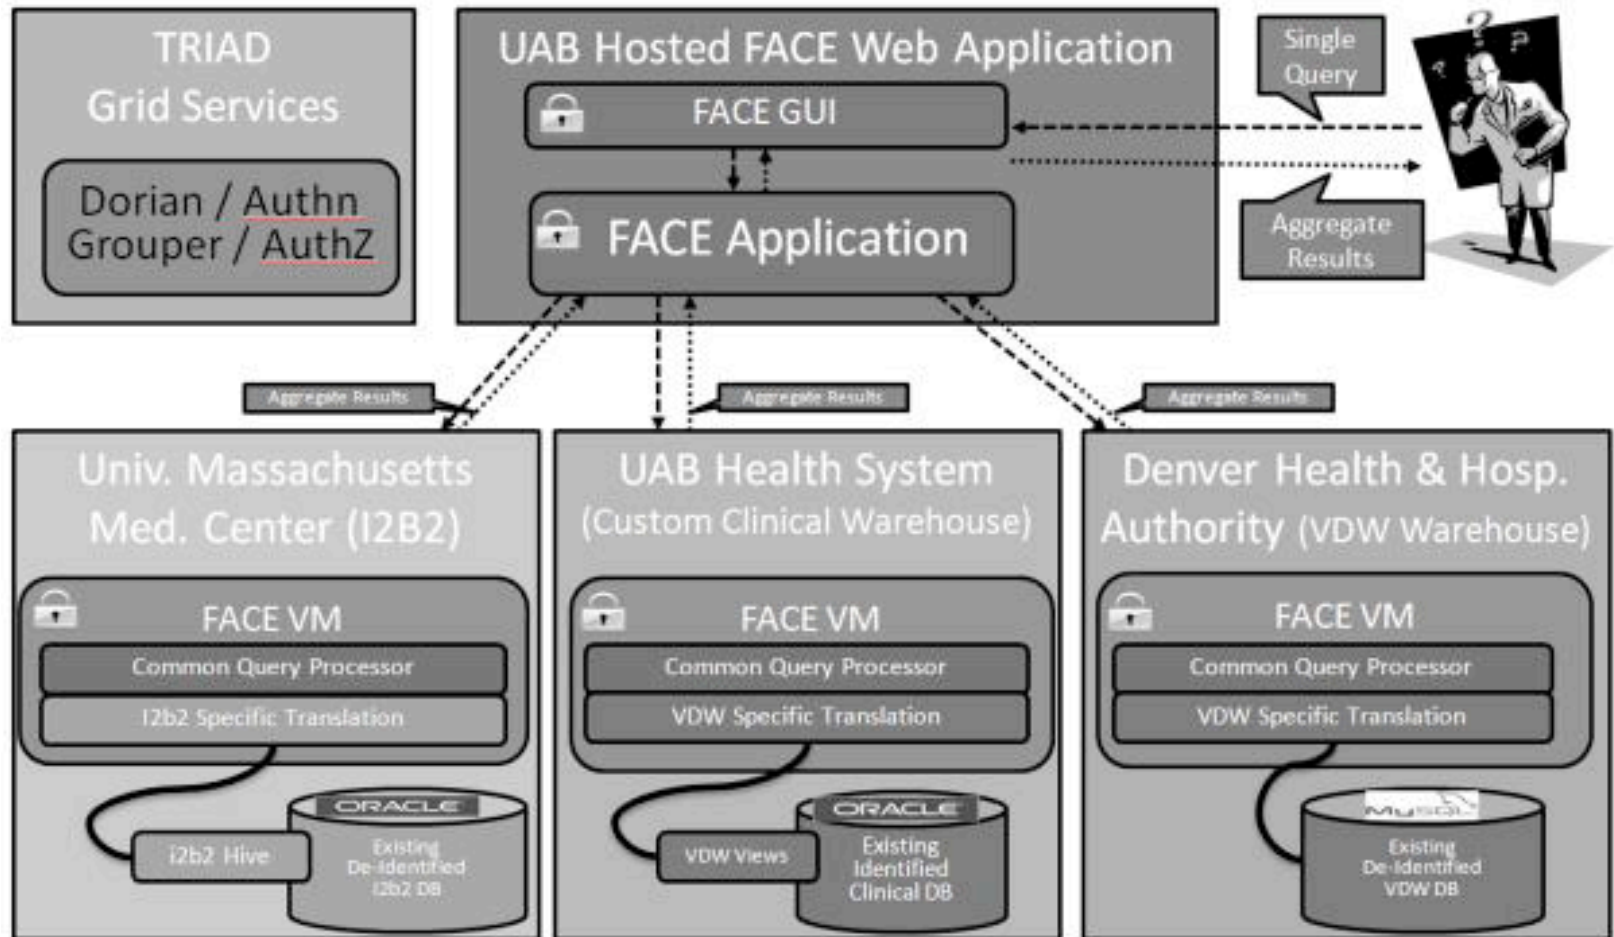 TRIAD
Grid Services
Dorian / Authn
Grouper / AuthZ
UAB Hosted FACE Web Application
FACE GUI
FACE Application
Single
Query
? ? ?
Aggregate
Results
Aggregate Results
Aggregate Results
Aggregate Results
Univ. Massachusetts
Med. Center (I2B2)
FACE VM
Common Query Processor
I2b2 Specific Translation
i2b2 Hive
ORACLE
Existing
De-Identified
I2b2 DB
UAB Health System
(Custom Clinical Warehouse)
FACE VM
Common Query Processor
VDW Specific Translation
VDW Views
ORACLE
Existing
Identified
Clinical DB
Denver Health & Hosp.
Authority (VDW Warehouse)
FACE VM
Common Query Processor
VDW Specific Translation
MySQL
Existing
De-Identified
VDW DB